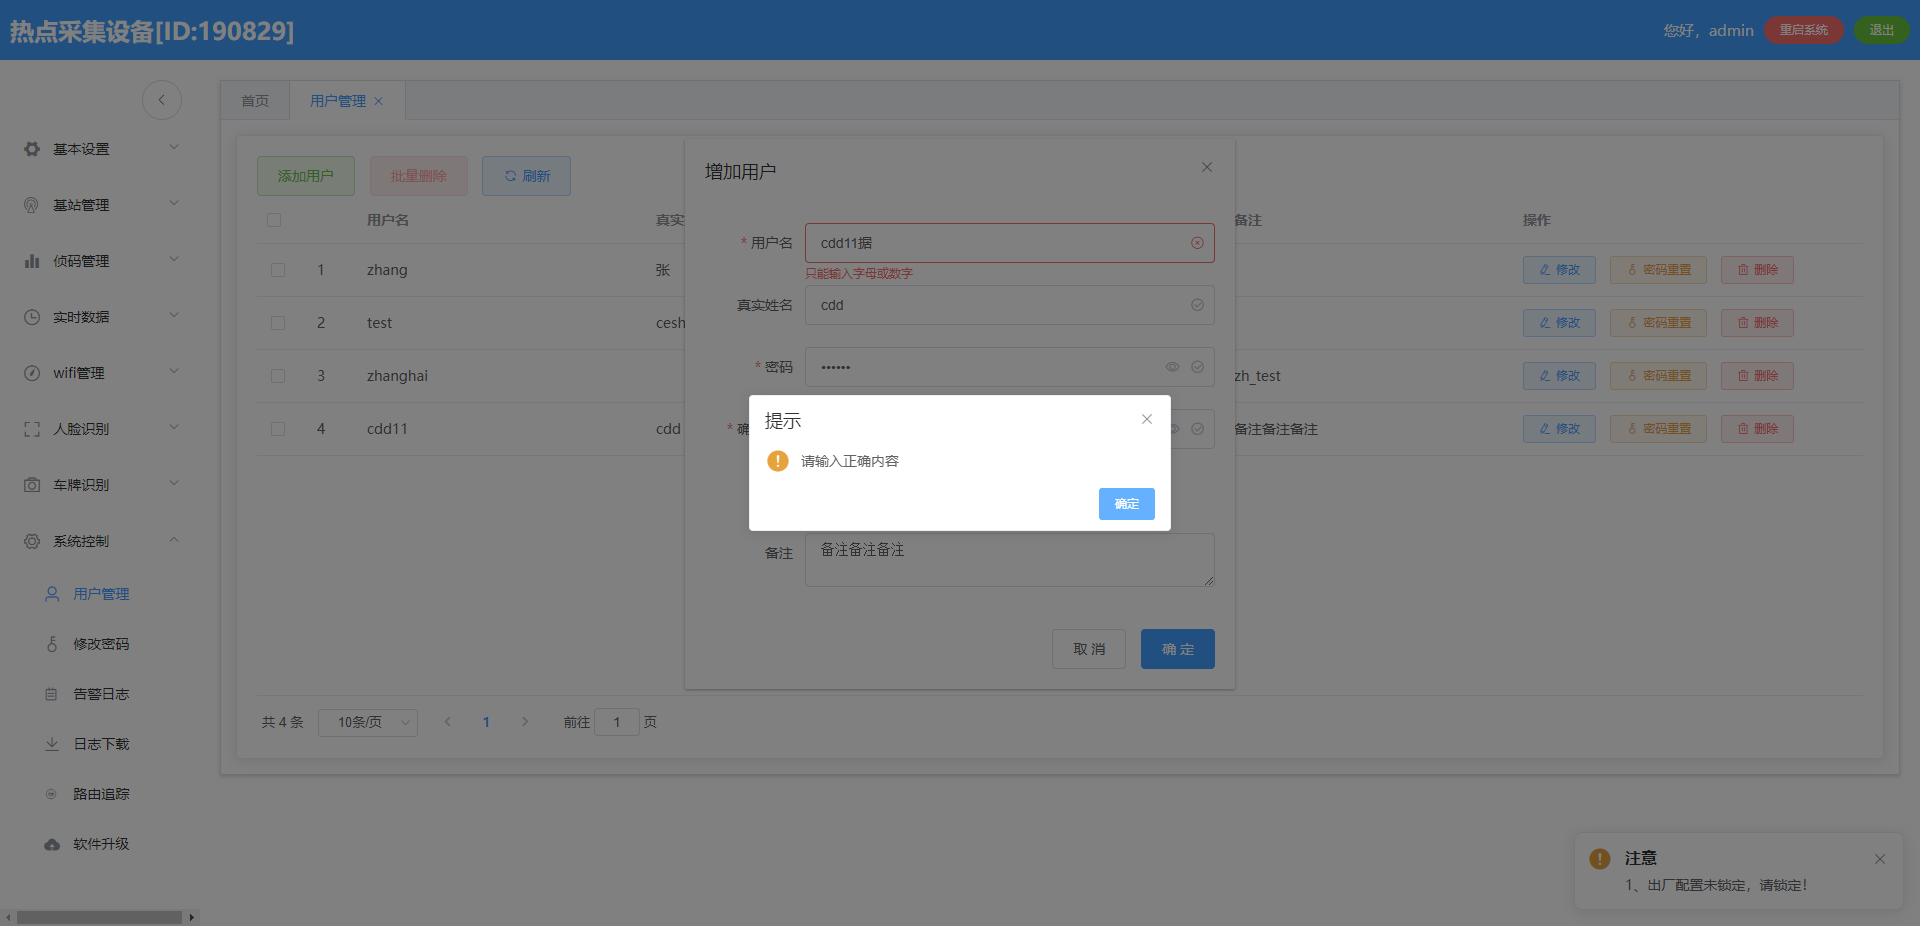 热点采集设备[ID:190829]
您好，admin
重启系统
退出
首页
用户管理
基本设置
基站管理
侦码管理
实时数据
wifi管理
人脸识别
车牌识别
系统控制
用户管理
修改密码
告警日志
日志下载
路由追踪
软件升级
添加用户
批量删除
刷新
用户名
真实
备注
操作
1 zhang 张 修改 密码重置 删除
2 test cesh 修改 密码重置 删除
3 zhanghai zh_test 修改 密码重置 删除
4 cdd11 cdd 备注备注备注 修改 密码重置 删除
共 4 条
10条/页
1
前往 1 页
增加用户
* 用户名 cdd11据
只能输入字母或数字
真实姓名 cdd
* 密码 ••••••
* 确
备注 备注备注备注
取 消
确 定
提示
请输入正确内容
确定
注意
1、出厂配置未锁定，请锁定！